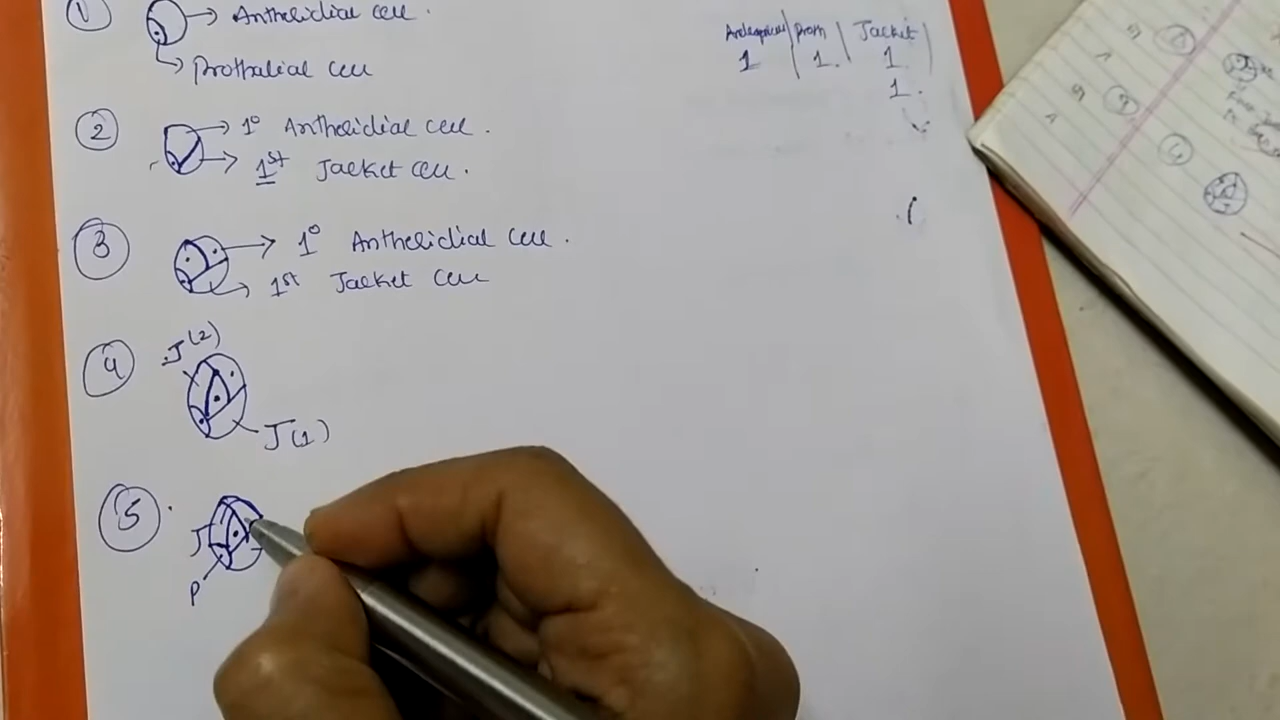 1 Antheridial cell.
Prothallial cell
2 1° Antheridial cell.
1st Jacket cell.
3 1° Antheridial cell.
1st Jacket cell
4 J(2)
J(1)
5 J
P
Jacket
1 1. 1
1.